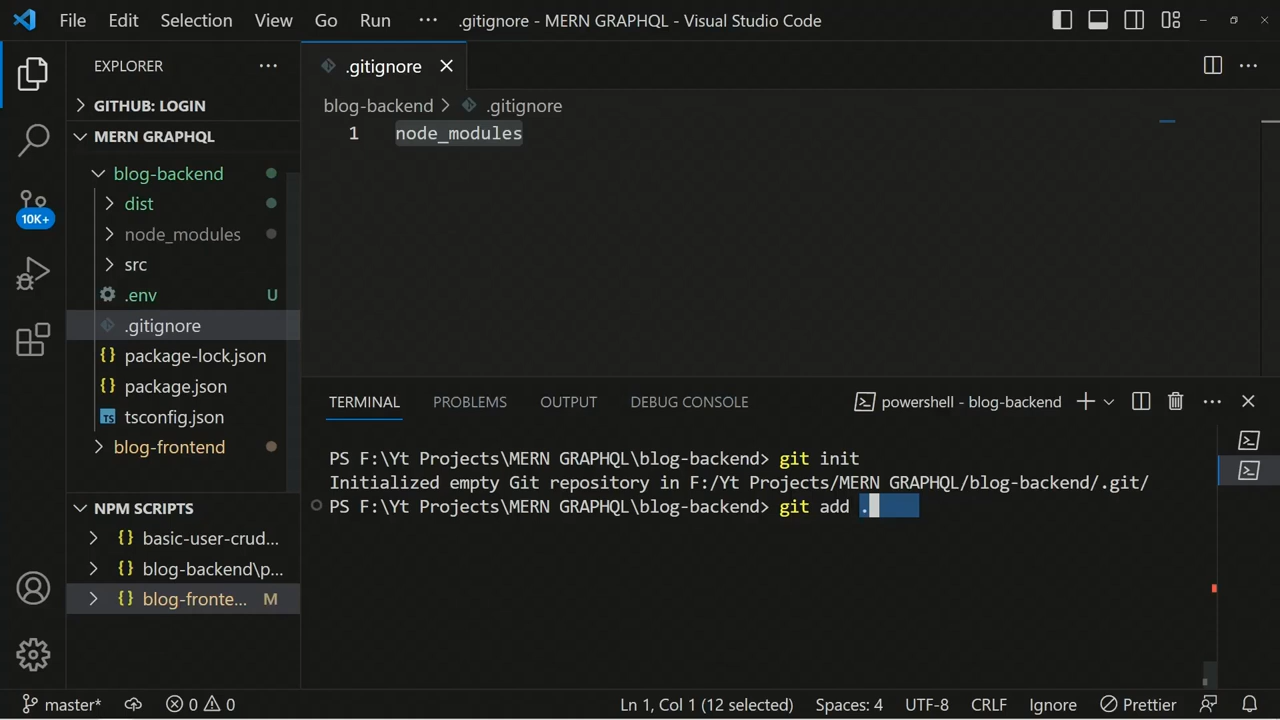 File Edit Selection View Go Run ··· .gitignore - MERN GRAPHQL - Visual Studio Code
EXPLORER ···
.gitignore
GITHUB: LOGIN
blog-backend > .gitignore
MERN GRAPHQL
1 node_modules
blog-backend
dist
10K+
node_modules
src
.env U
.gitignore
package-lock.json
package.json
TERMINAL PROBLEMS OUTPUT DEBUG CONSOLE powershell - blog-backend
TS tsconfig.json
blog-frontend
PS F:\Yt Projects\MERN GRAPHQL\blog-backend> git init
Initialized empty Git repository in F:/Yt Projects/MERN GRAPHQL/blog-backend/.git/
PS F:\Yt Projects\MERN GRAPHQL\blog-backend> git add .
NPM SCRIPTS
{} basic-user-crud...
{} blog-backend\p...
{} blog-fronte... M
master* 0 0 Ln 1, Col 1 (12 selected) Spaces: 4 UTF-8 CRLF Ignore Prettier